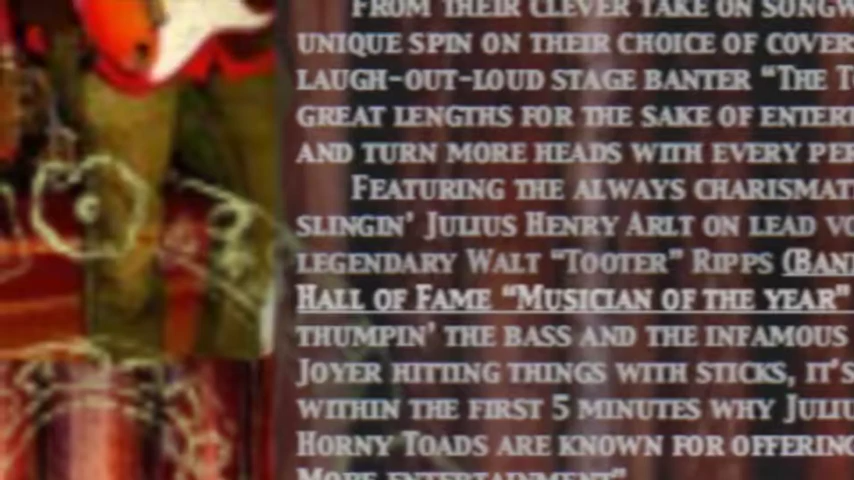 From their clever take on songw
unique spin on their choice of cover
laugh-out-loud stage banter “The T
great lengths for the sake of entert
and turn more heads with every per
Featuring the always charismat
slingin’ Julius Henry Arlt on lead vo
legendary Walt “Tooter” Ripps (Ban
Hall of Fame “Musician of the year”
thumpin’ the bass and the infamous
Joyer hitting things with sticks, it’s
within the first 5 minutes why Juliu
Horny Toads are known for offering
More entertainment”